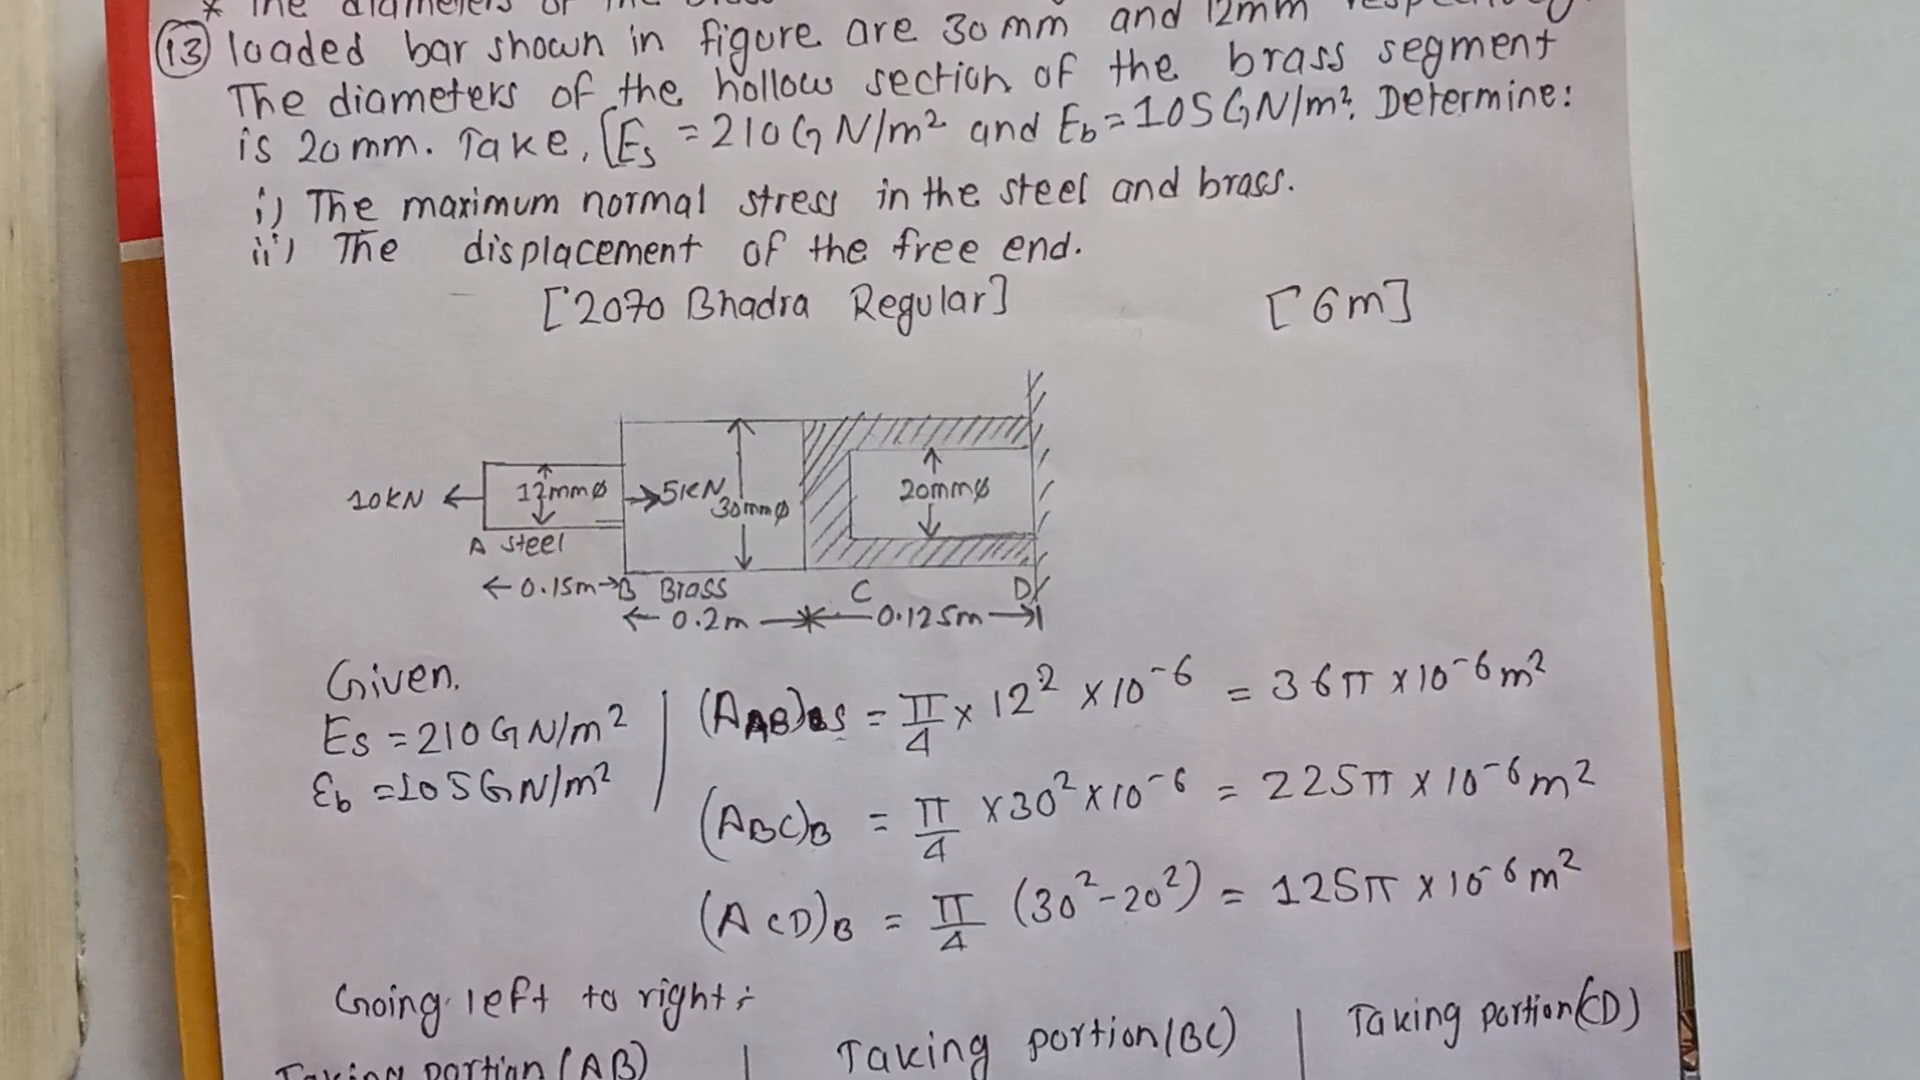 * The diameters of the
(13) loaded bar shown in figure are 30 mm and 12mm respectively
The diameters of the hollow section of the brass segment
is 20 mm. Take, [Es = 210 GN/m² and Eb = 105 GN/m². Determine:
i) The maximum normal stress in the steel and brass.
ii) The displacement of the free end.
[2070 Bhadra Regular] [6m]
10KN 12mmø 5KN 30mmø 20mmø
A steel
0.15m B Brass C D
0.2m 0.125m
Given.
Es = 210 GN/m²
Eb = 105 GN/m²
(AAB)S = π/4 × 12² × 10⁻⁶ = 36π × 10⁻⁶ m²
(ABC)B = π/4 × 30² × 10⁻⁶ = 225π × 10⁻⁶ m²
(ACD)B = π/4 (30² - 20²) = 125π × 10⁻⁶ m²
Going left to right :-
Taking portion (AB) | Taking portion (BC) | Taking portion (CD)